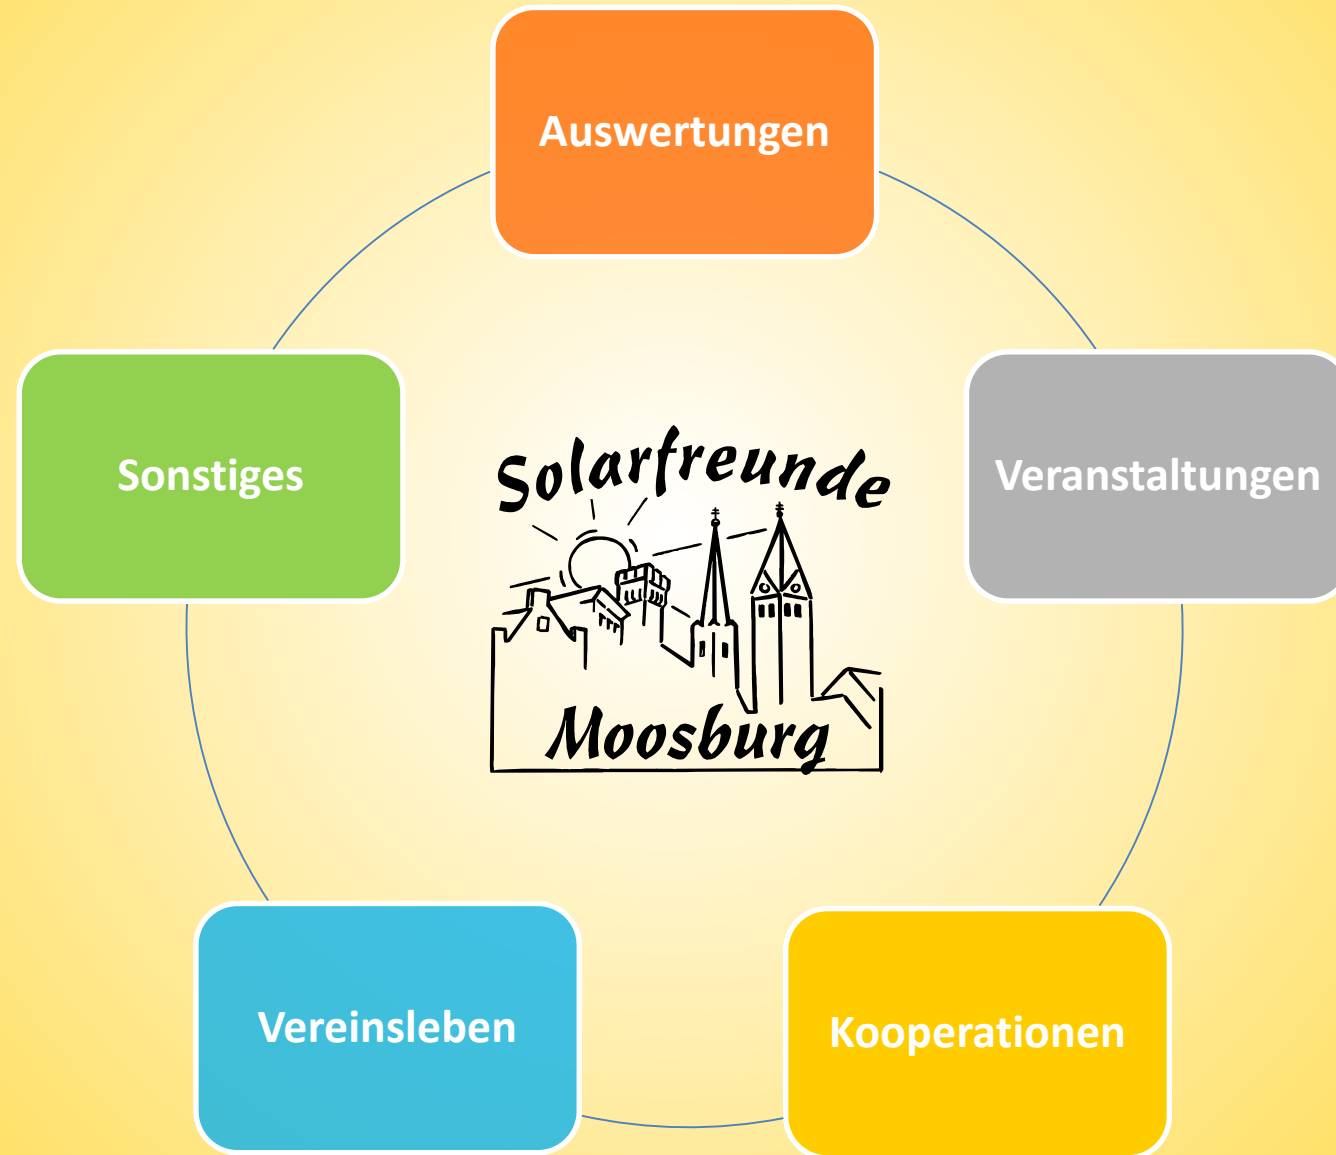 Auswertungen
Sonstiges
Veranstaltungen
Solarfreunde
Moosburg
Vereinsleben
Kooperationen